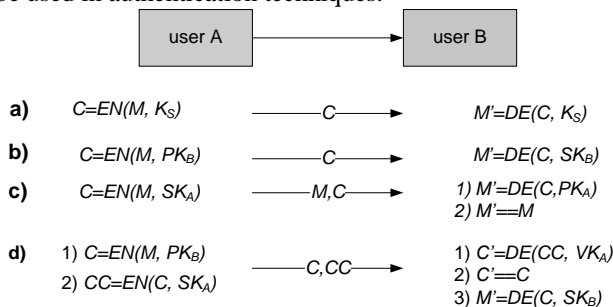 be used in authentication techniques.
user A user B
a) C=EN(M, KS) C M'=DE(C, KS)
b) C=EN(M, PKB) C M'=DE(C, SKB)
c) C=EN(M, SKA) M,C 1) M'=DE(C,PKA)
2) M'==M
d) 1) C=EN(M, PKB) C,CC 1) C'=DE(CC, VKA)
2) CC=EN(C, SKA) 2) C'==C
3) M'=DE(C, SKB)